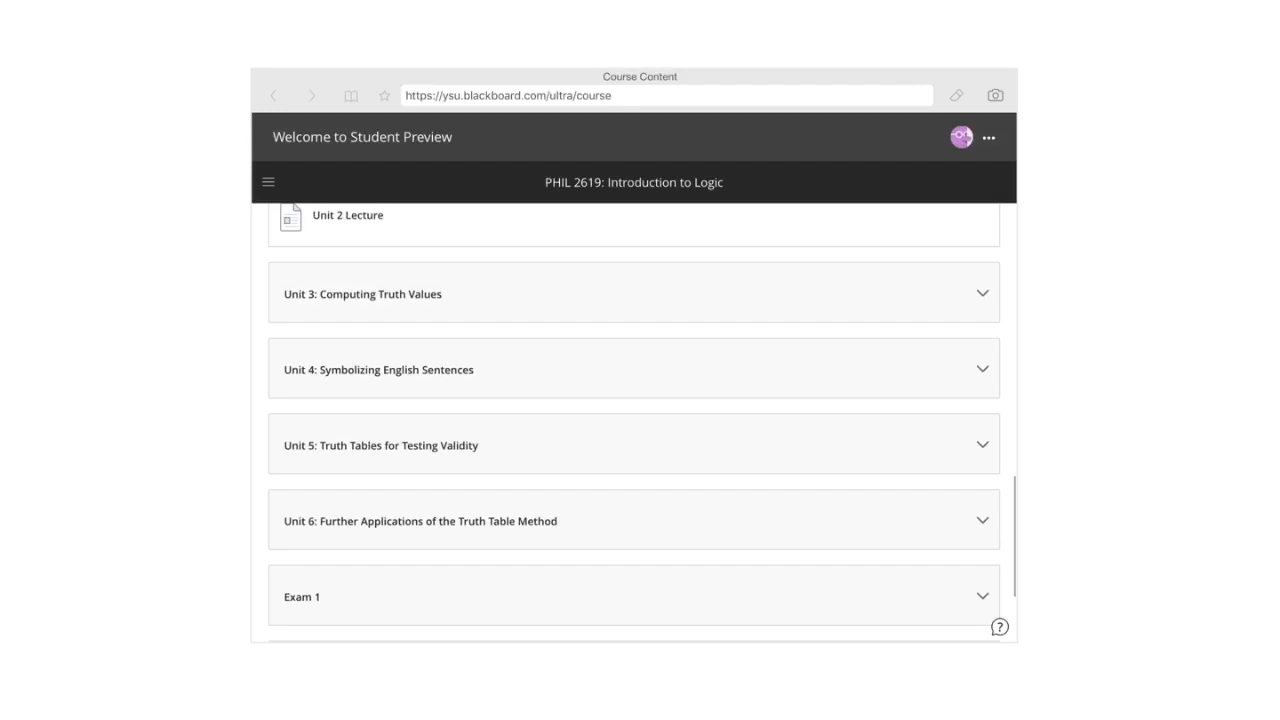 Course Content
https://ysu.blackboard.com/ultra/course
Welcome to Student Preview
PHIL 2619: Introduction to Logic
Unit 2 Lecture
Unit 3: Computing Truth Values
Unit 4: Symbolizing English Sentences
Unit 5: Truth Tables for Testing Validity
Unit 6: Further Applications of the Truth Table Method
Exam 1